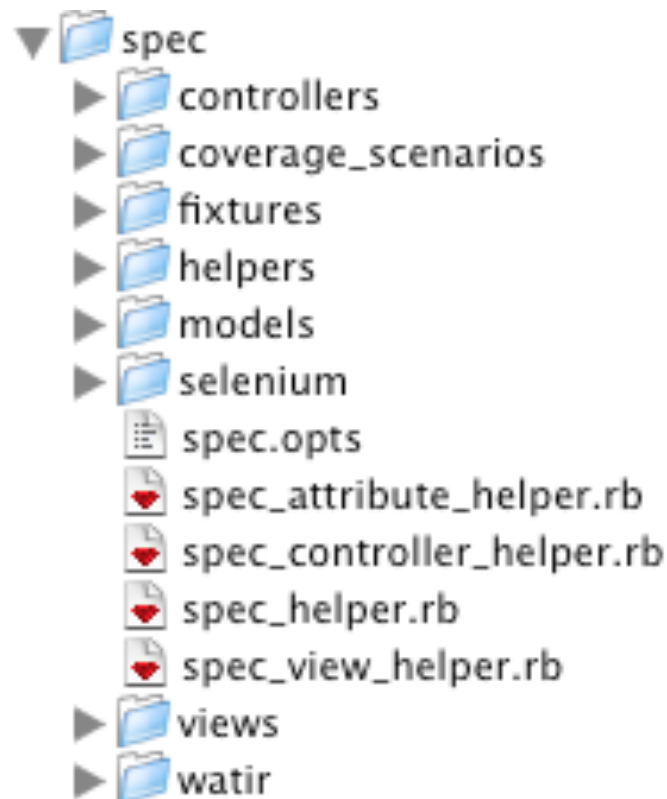 spec
controllers
coverage_scenarios
fixtures
helpers
models
selenium
spec.opts
spec_attribute_helper.rb
spec_controller_helper.rb
spec_helper.rb
spec_view_helper.rb
views
watir